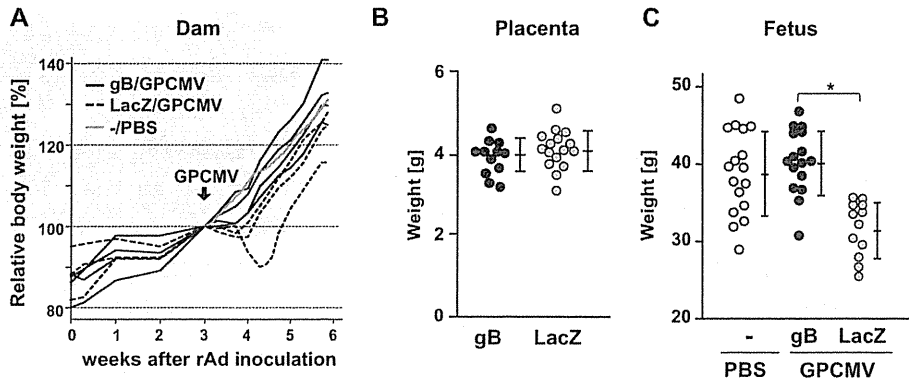 A
Dam
Relative body weight [%]
140
120
100
80
gB/GPCMV
LacZ/GPCMV
-/PBS
GPCMV
0 1 2 3 4 5 6
weeks after rAd inoculation
B
Placenta
Weight [g]
6
4
2
0
gB LacZ
C
Fetus
Weight [g]
50
40
30
20
*
- gB LacZ
PBS GPCMV